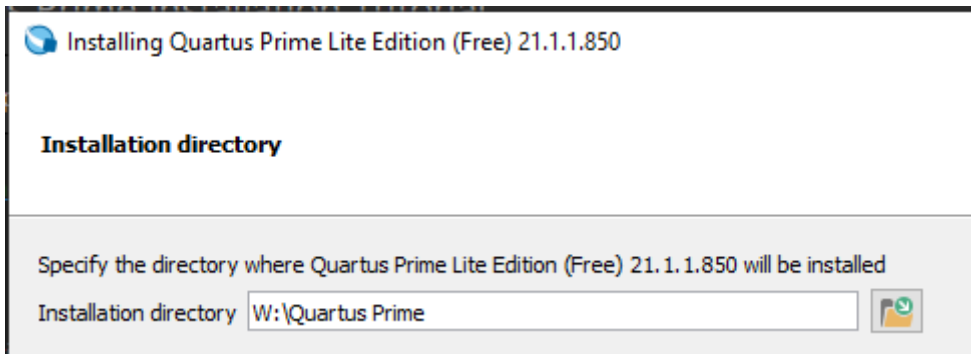 Installing Quartus Prime Lite Edition (Free) 21.1.1.850
Installation directory
Specify the directory where Quartus Prime Lite Edition (Free) 21.1.1.850 will be installed
Installation directory W:\Quartus Prime